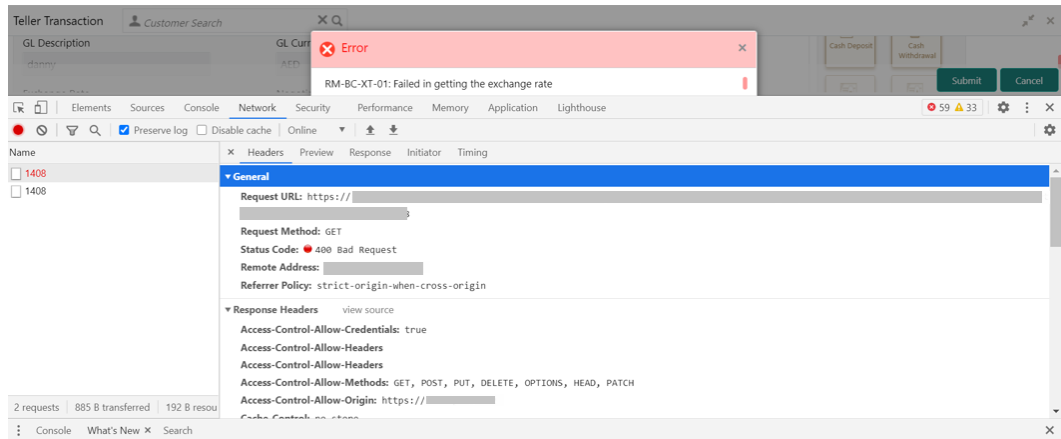 Teller Transaction
Customer Search
GL Description
GL Curr
danny
AED
Error
RM-BC-XT-01: Failed in getting the exchange rate
Cash Deposit
Cash Withdrawal
Submit
Cancel
Elements Sources Console Network Security Performance Memory Application Lighthouse
59 33
Preserve log Disable cache Online
Name
Headers Preview Response Initiator Timing
1408
1408
General
Request URL: https://
Request Method: GET
Status Code: 400 Bad Request
Remote Address:
Referrer Policy: strict-origin-when-cross-origin
Response Headers view source
Access-Control-Allow-Credentials: true
Access-Control-Allow-Headers
Access-Control-Allow-Headers
Access-Control-Allow-Methods: GET, POST, PUT, DELETE, OPTIONS, HEAD, PATCH
Access-Control-Allow-Origin: https://
2 requests 885 B transferred 192 B resou
Console What's New Search